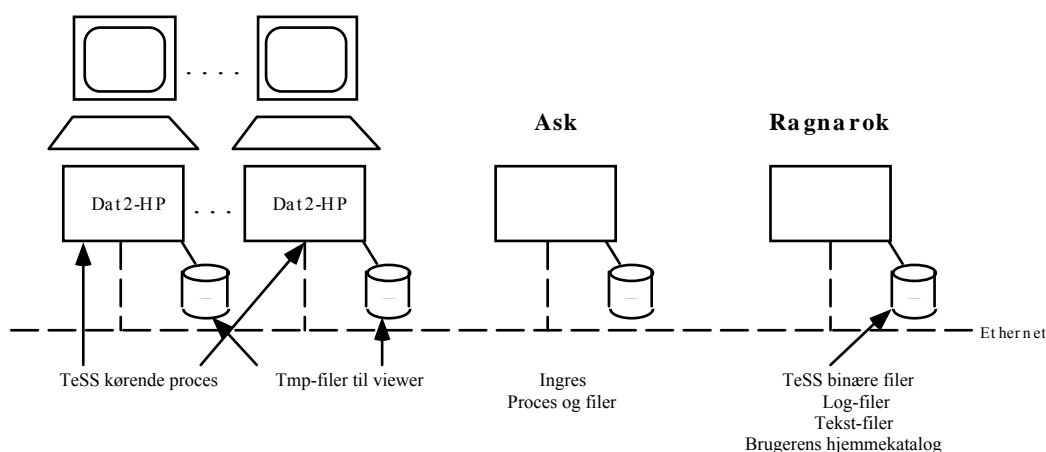 . . . .
Ask
Ragnarok
Dat2-HP
. . .
Dat2-HP
Ethernet
TeSS kørende proces
Tmp-filer til viewer
Ingres
Proces og filer
TeSS binære filer
Log-filer
Tekst-filer
Brugerens hjemmekatalog